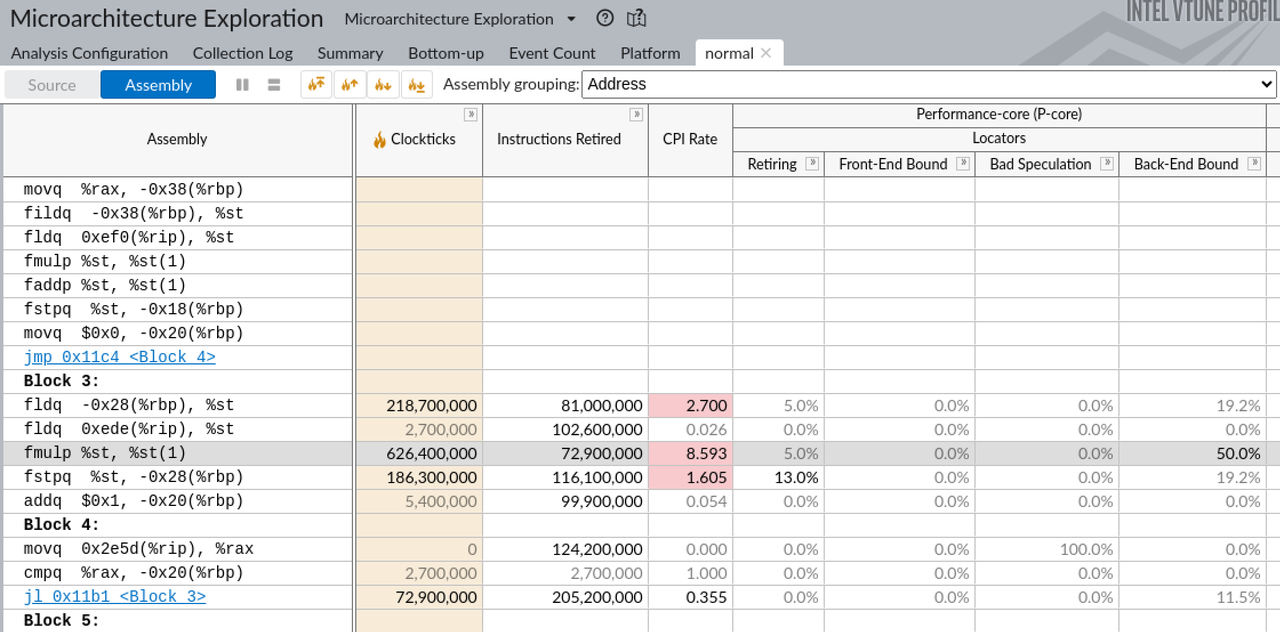 Microarchitecture Exploration Microarchitecture Exploration INTEL VTUNE PROFIL
Analysis Configuration Collection Log Summary Bottom-up Event Count Platform normal
Source Assembly Assembly grouping: Address
Performance-core (P-core)
Assembly Clockticks Instructions Retired CPI Rate Locators
Retiring Front-End Bound Bad Speculation Back-End Bound
movq %rax, -0x38(%rbp)
fildq -0x38(%rbp), %st
fldq 0xef0(%rip), %st
fmulp %st, %st(1)
faddp %st, %st(1)
fstpq %st, -0x18(%rbp)
movq $0x0, -0x20(%rbp)
jmp 0x11c4 <Block 4>
Block 3:
fldq -0x28(%rbp), %st 218,700,000 81,000,000 2.700 5.0% 0.0% 0.0% 19.2%
fldq 0xede(%rip), %st 2,700,000 102,600,000 0.026 0.0% 0.0% 0.0% 0.0%
fmulp %st, %st(1) 626,400,000 72,900,000 8.593 5.0% 0.0% 0.0% 50.0%
fstpq %st, -0x28(%rbp) 186,300,000 116,100,000 1.605 13.0% 0.0% 0.0% 19.2%
addq $0x1, -0x20(%rbp) 5,400,000 99,900,000 0.054 0.0% 0.0% 0.0% 0.0%
Block 4:
movq 0x2e5d(%rip), %rax 0 124,200,000 0.000 0.0% 0.0% 100.0% 0.0%
cmpq %rax, -0x20(%rbp) 2,700,000 2,700,000 1.000 0.0% 0.0% 0.0% 0.0%
jl 0x11b1 <Block 3> 72,900,000 205,200,000 0.355 0.0% 0.0% 0.0% 11.5%
Block 5: